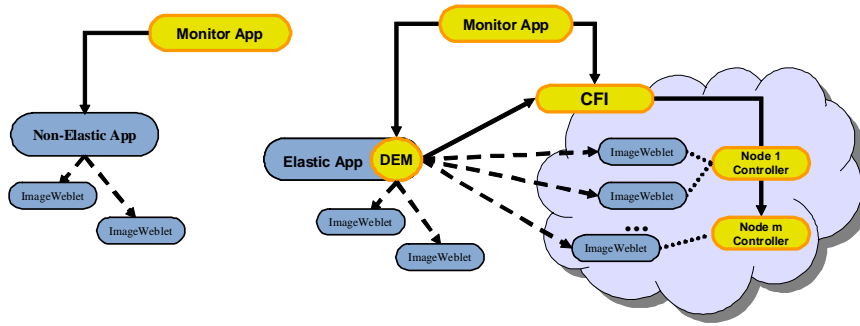 Monitor App
Non-Elastic App
ImageWeblet
ImageWeblet
Monitor App
CFI
Elastic App
DEM
ImageWeblet
ImageWeblet
ImageWeblet
ImageWeblet
...
ImageWeblet
Node 1
Controller
Node m
Controller